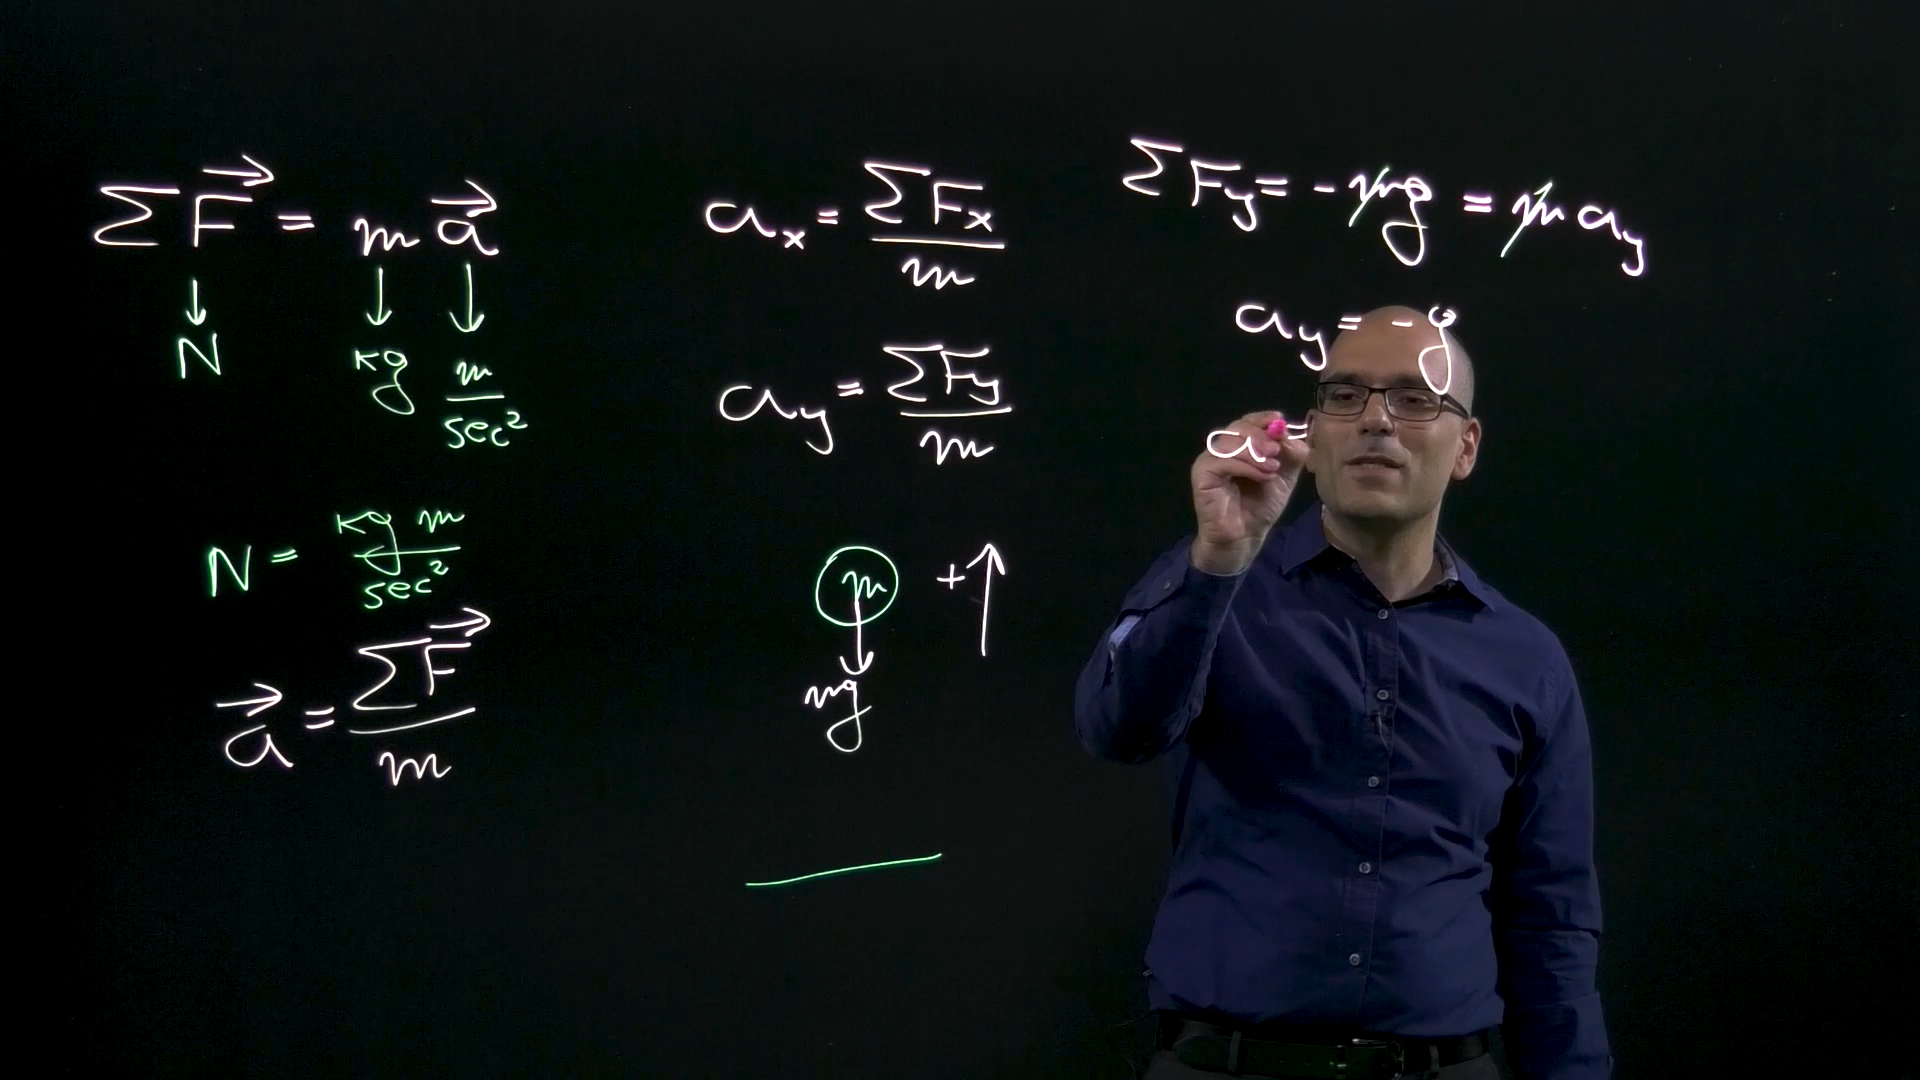 ΣF⃗ = m a⃗
↓ ↓ ↓
N kg m/sec²
N = kg m/sec²
a⃗ = ΣF⃗/m
aₓ = ΣFₓ/m
a_y = ΣF_y/m
m + ↑
↓
mg
ΣF_y = -mg = m a_y
a_y = -g
a =